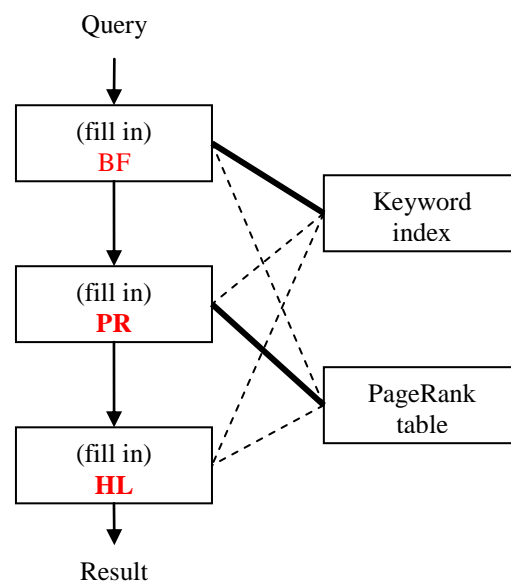 Query
(fill in)
BF
Keyword
index
(fill in)
PR
PageRank
table
(fill in)
HL
Result